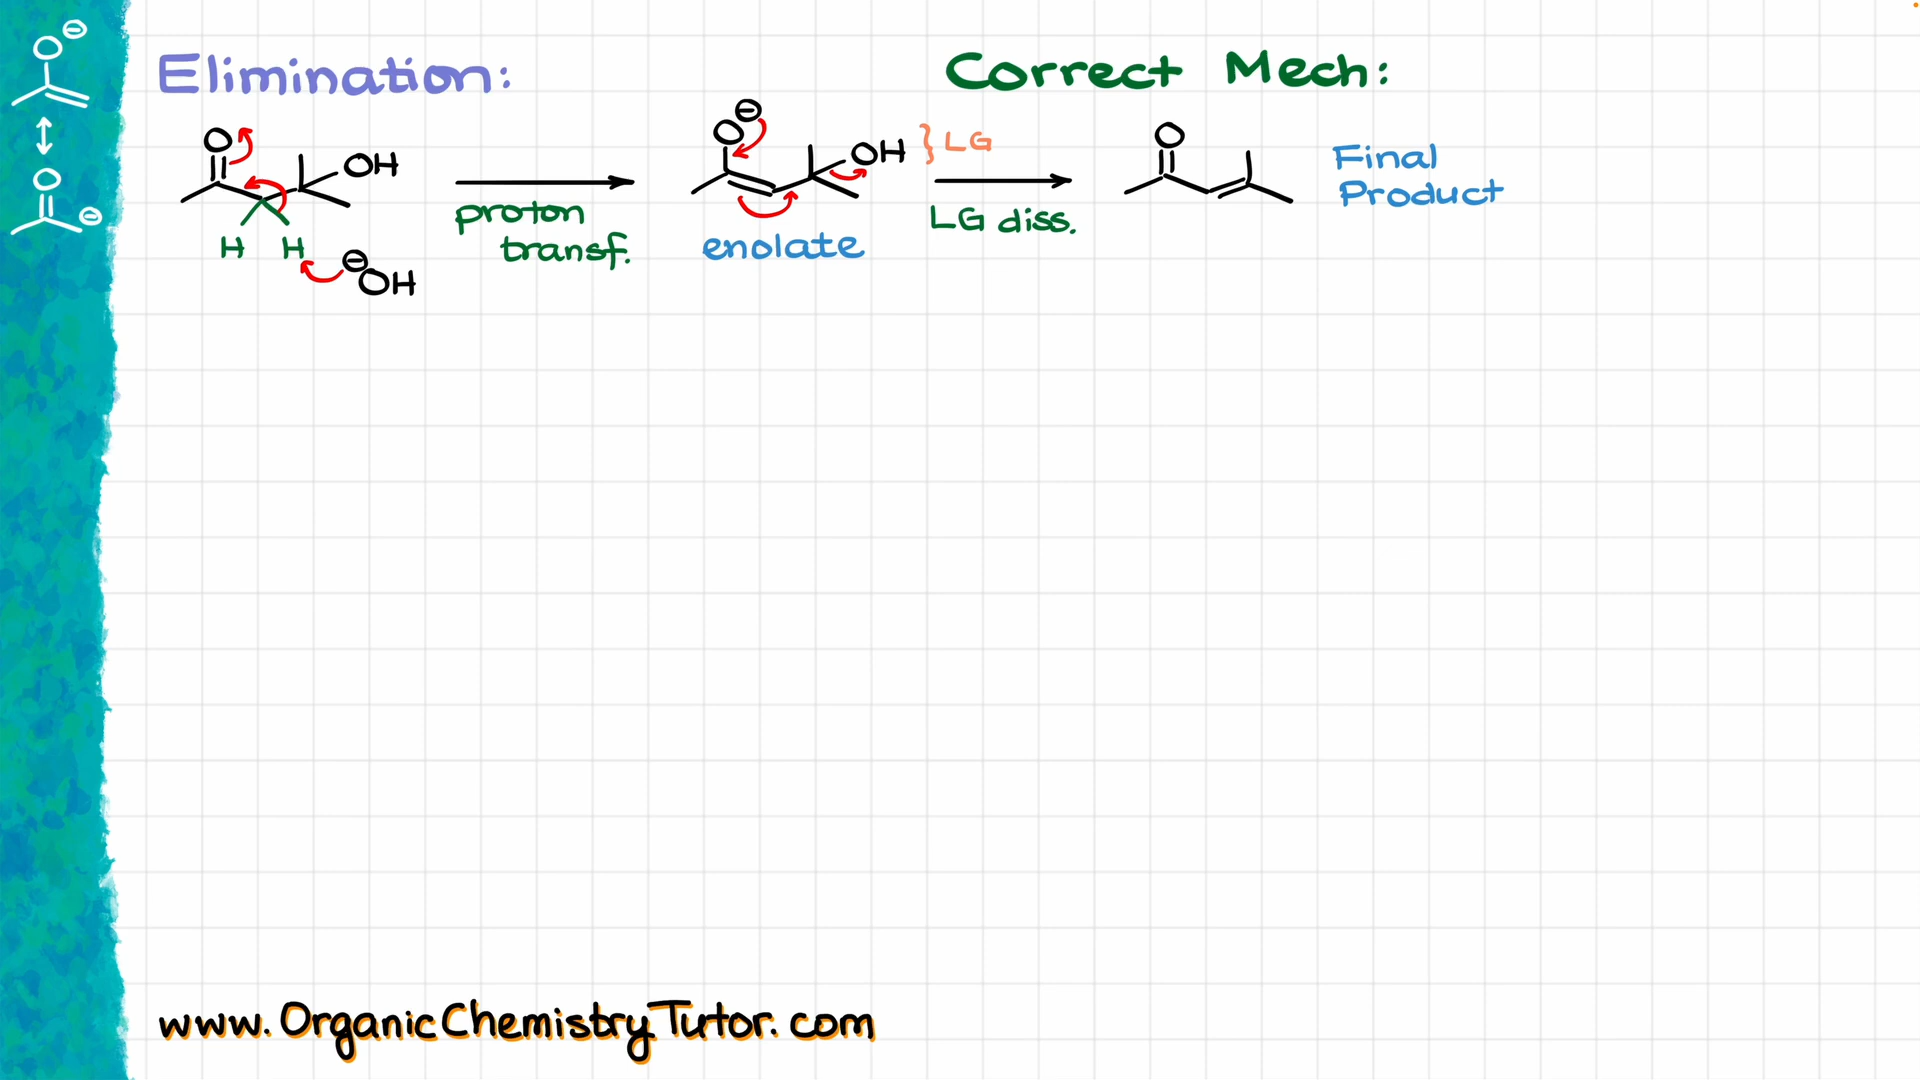 Elimination:
Correct Mech:
O
⊖
O
OH
} LG
O
OH
H H
⊖
OH
proton
transf.
enolate
LG diss.
O
Final
Product
⊖
O
O
⊖
www.OrganicChemistryTutor.com